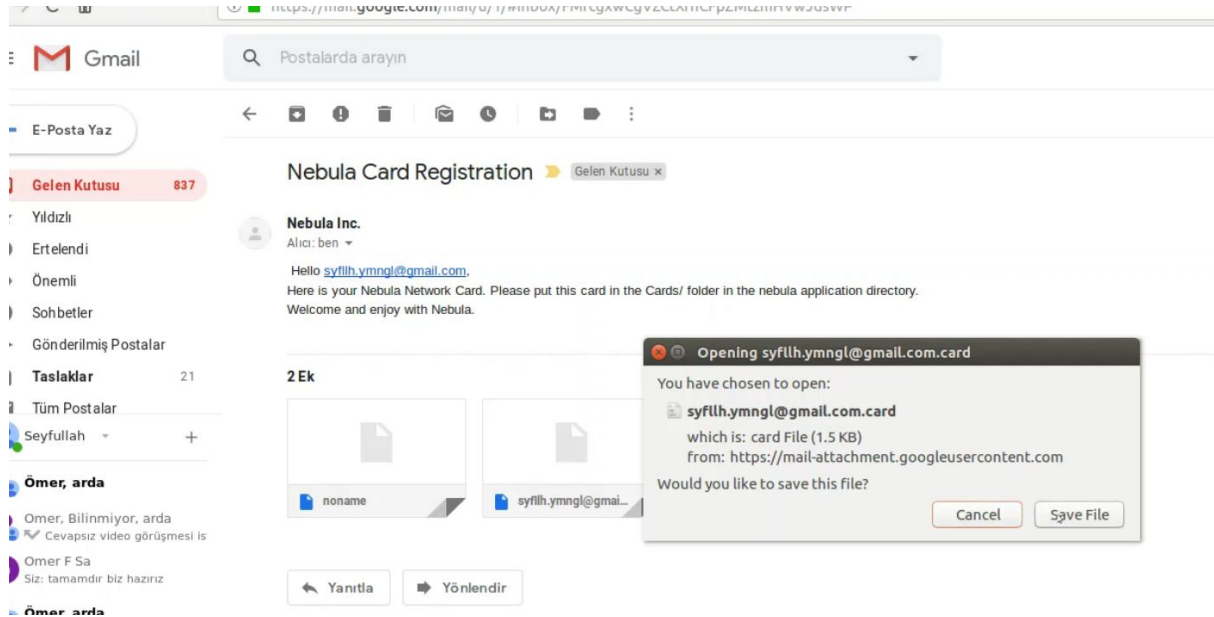 Gmail
Postalarda arayın
E-Posta Yaz
Nebula Card Registration
Gelen Kutusu ×
Gelen Kutusu 837
Yıldızlı
Ertelendi
Önemli
Sohbetler
Gönderilmiş Postalar
Taslaklar 21
Tüm Postalar
Seyfullah
Ömer, arda
Omer, Bilinmiyor, arda
Cevapsız video görüşmesi is
Omer F Sa
Siz: tamamdır biz hazırız
Ömer, arda
Nebula Inc.
Alıcı: ben
Hello syfllh.ymngl@gmail.com,
Here is your Nebula Network Card. Please put this card in the Cards/ folder in the nebula application directory.
Welcome and enjoy with Nebula.
2 Ek
noname
syfllh.ymngl@gmai...
Yanıtla
Yönlendir
Opening syfllh.ymngl@gmail.com.card
You have chosen to open:
syfllh.ymngl@gmail.com.card
which is: card File (1.5 KB)
from: https://mail-attachment.googleusercontent.com
Would you like to save this file?
Cancel
Save File